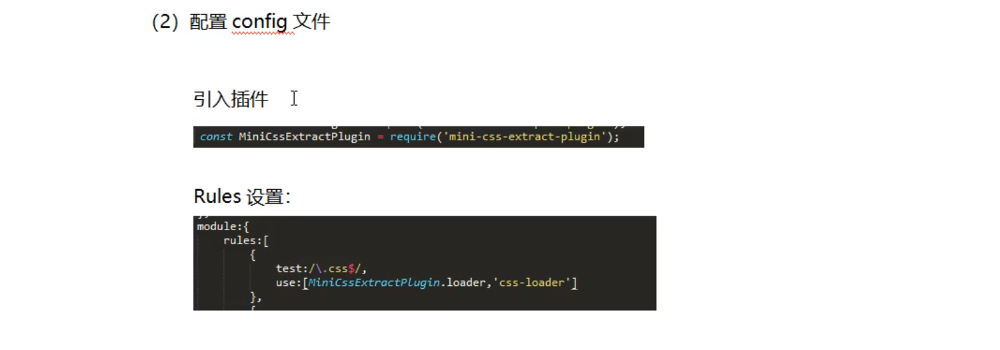 （2）配置 config 文件
引入插件
const MiniCssExtractPlugin = require('mini-css-extract-plugin');
Rules 设置：
module:{
rules:[
{
test:/\.css$/,
use:[MiniCssExtractPlugin.loader,'css-loader']
},